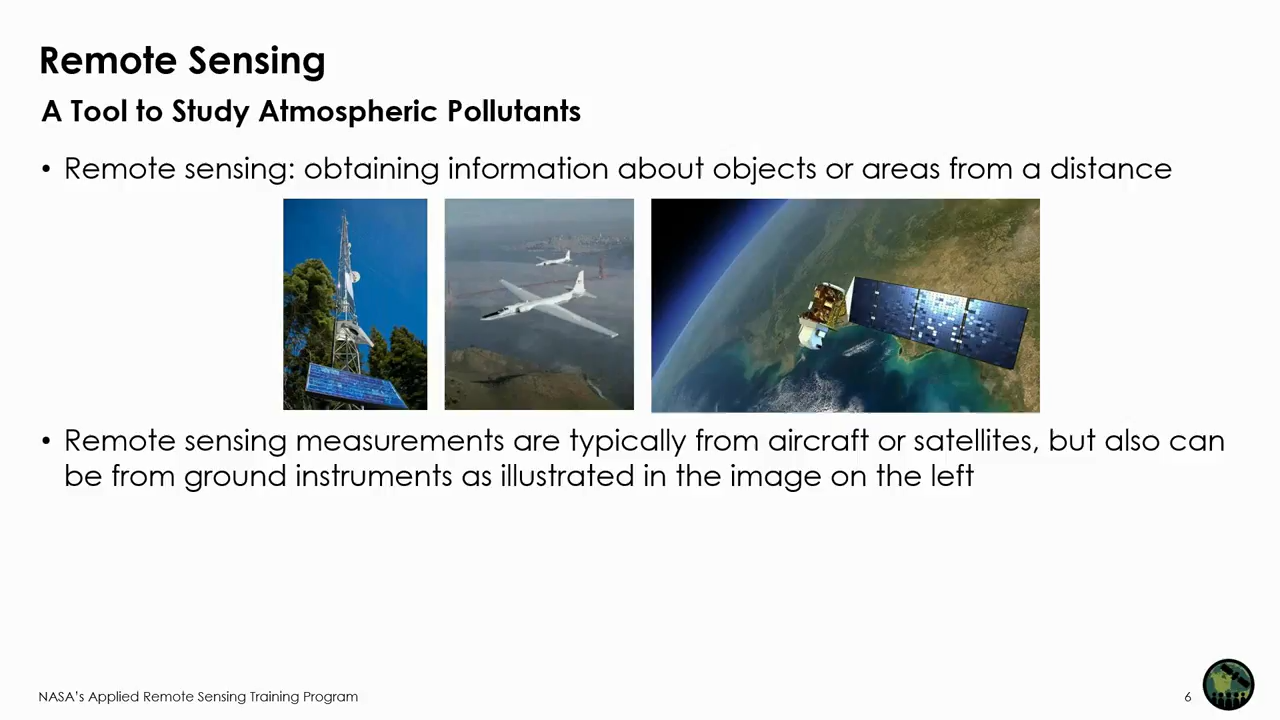 Remote Sensing
A Tool to Study Atmospheric Pollutants
• Remote sensing: obtaining information about objects or areas from a distance
• Remote sensing measurements are typically from aircraft or satellites, but also can
be from ground instruments as illustrated in the image on the left
NASA's Applied Remote Sensing Training Program
6